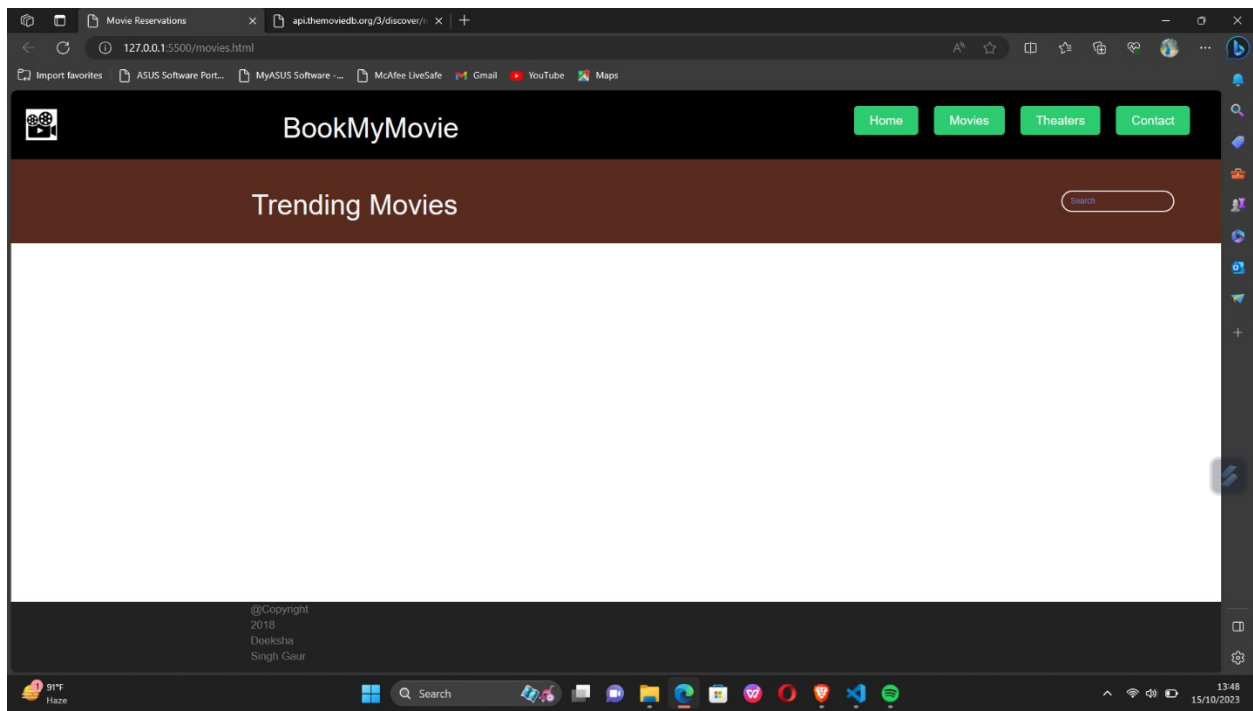 Movie Reservations
api.themoviedb.org/3/discover/
127.0.0.1:5500/movies.html
Import favorites ASUS Software Port... MyASUS Software -... McAfee LiveSafe Gmail YouTube Maps
BookMyMovie
Home Movies Theaters Contact
Trending Movies
Search
@Copyright
2018
Deeksha
Singh Gaur
1
91°F
Haze
Search
13:48
15/10/2023